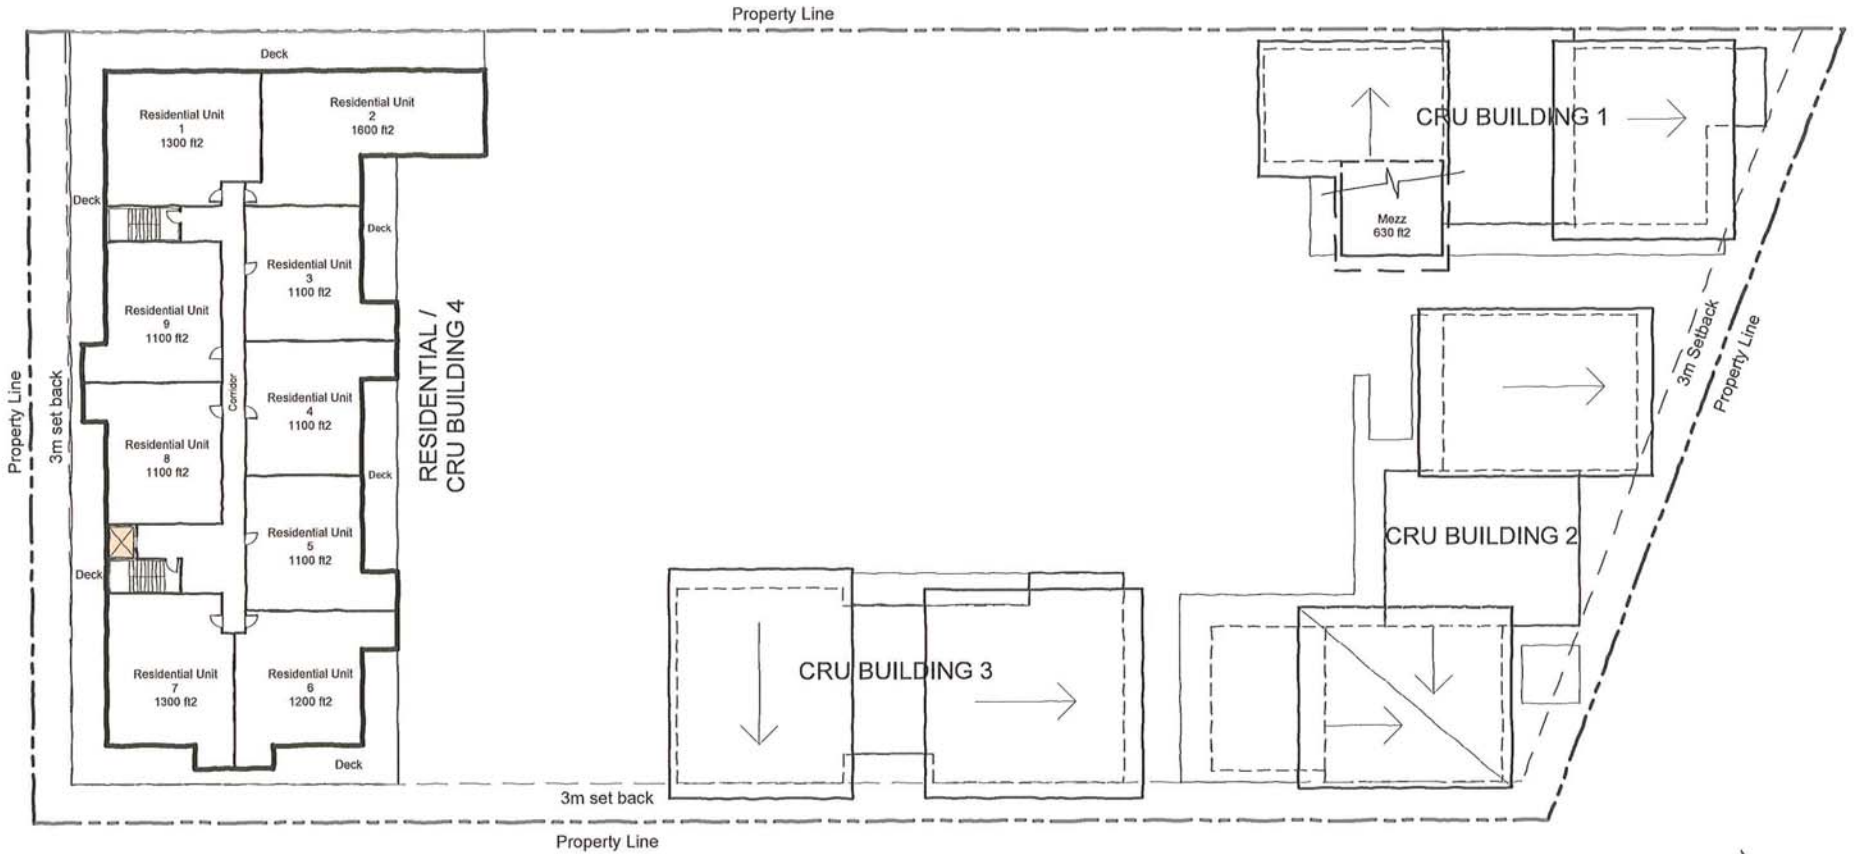 Property Line
Deck
Residential Unit
1
1300 ft2
Residential Unit
2
1600 ft2
CRU BUILDING 1
Deck
Deck
Mezz
630 ft2
Residential Unit
3
1100 ft2
Residential Unit
9
1100 ft2
RESIDENTIAL /
CRU BUILDING 4
3m Setback
Property Line
Property Line
3m set back
Corridor
Residential Unit
4
1100 ft2
Residential Unit
8
1100 ft2
Deck
Residential Unit
5
1100 ft2
CRU BUILDING 2
Deck
CRU BUILDING 3
Residential Unit
7
1300 ft2
Residential Unit
6
1200 ft2
Deck
3m set back
Property Line